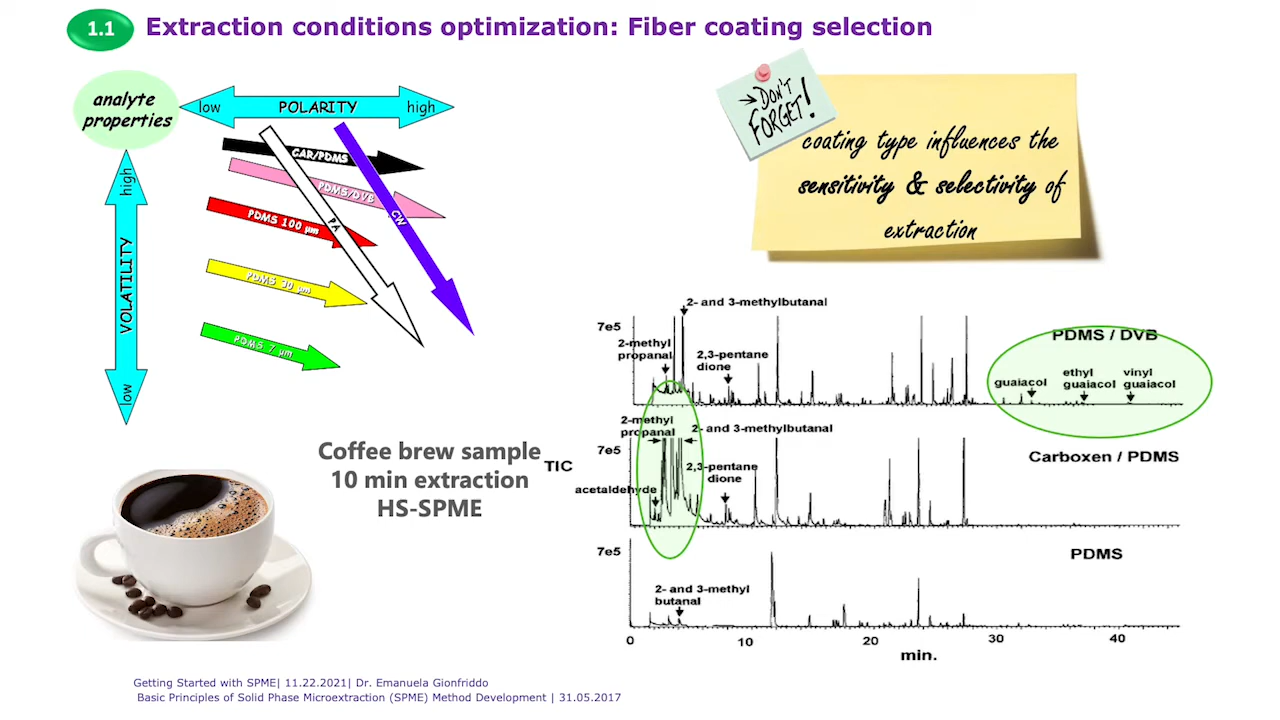 1.1
Extraction conditions optimization: Fiber coating selection
analyte
properties
low POLARITY high
high
VOLATILITY
low
CAR/PDMS
PDMS/DVB
PDMS 100 µm
PA
CW
PDMS 30 µm
PDMS 7 µm
DON'T
FORGET!
coating type influences the
sensitivity & selectivity of
extraction
Coffee brew sample
10 min extraction
HS-SPME
TIC
7e5
2- and 3-methylbutanal
2-methyl
propanal
2,3-pentane
dione
PDMS / DVB
guaiacol
ethyl
guaiacol
vinyl
guaiacol
7e5
2-methyl
propanal
2- and 3-methylbutanal
2,3-pentane
dione
acetaldehyde
Carboxen / PDMS
7e5
PDMS
2- and 3-methyl
butanal
0 10 20 30 40
min.
Getting Started with SPME| 11.22.2021| Dr. Emanuela Gionfriddo
Basic Principles of Solid Phase Microextraction (SPME) Method Development | 31.05.2017